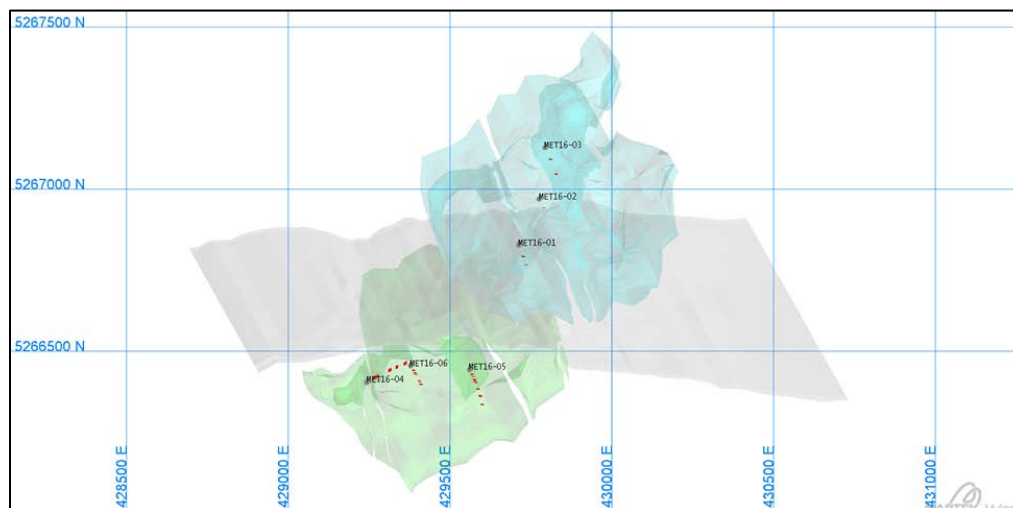 5267500 N
MET16-03
5267000 N
MET16-02
MET16-01
5266500 N
MET16-06
MET16-05
MET16-04
428500 E
429000 E
429500 E
430000 E
430500 E
431000 E